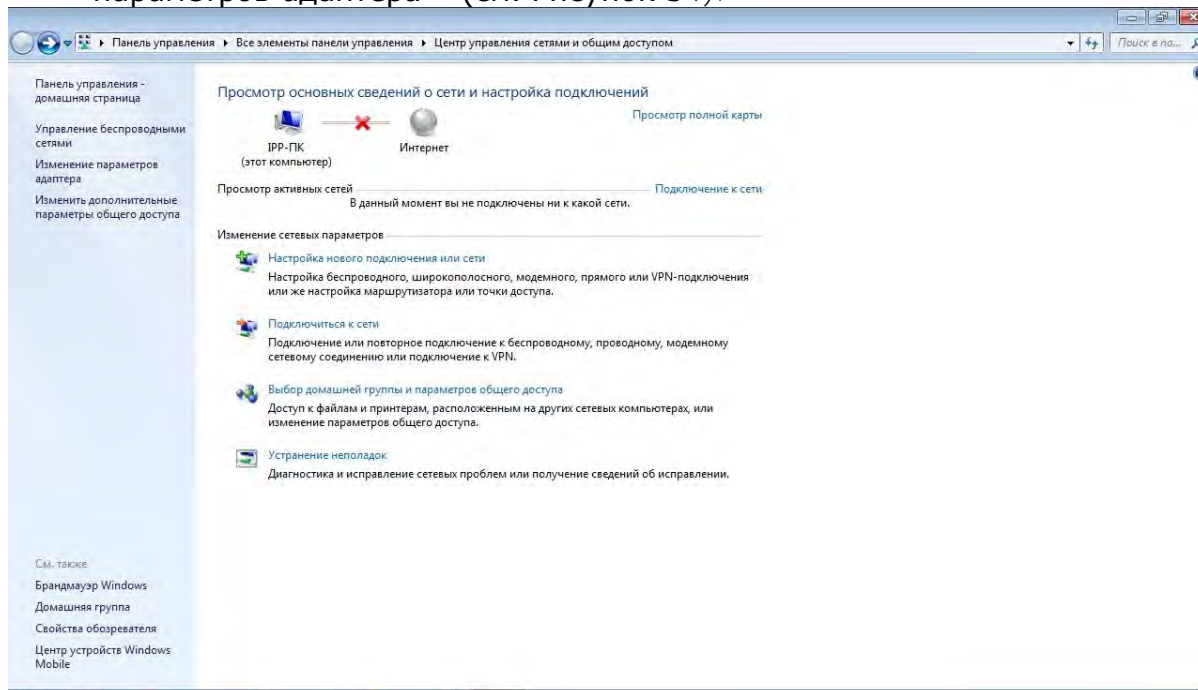 параметров адаптера
Панель управления ▸ Все элементы панели управления ▸ Центр управления сетями и общим доступом
Поиск в па...
Панель управления -
домашняя страница
Управление беспроводными
сетями
Изменение параметров
адаптера
Изменить дополнительные
параметры общего доступа
Просмотр основных сведений о сети и настройка подключений
Просмотр полной карты
IPP-ПК
(этот компьютер)
Интернет
Просмотр активных сетей
Подключение к сети
В данный момент вы не подключены ни к какой сети.
Изменение сетевых параметров
Настройка нового подключения или сети
Настройка беспроводного, широкополосного, модемного, прямого или VPN-подключения
или же настройка маршрутизатора или точки доступа.
Подключиться к сети
Подключение или повторное подключение к беспроводному, проводному, модемному
сетевому соединению или подключение к VPN.
Выбор домашней группы и параметров общего доступа
Доступ к файлам и принтерам, расположенным на других сетевых компьютерах, или
изменение параметров общего доступа.
Устранение неполадок
Диагностика и исправление сетевых проблем или получение сведений об исправлении.
См. также
Брандмауэр Windows
Домашняя группа
Свойства обозревателя
Центр устройств Windows
Mobile